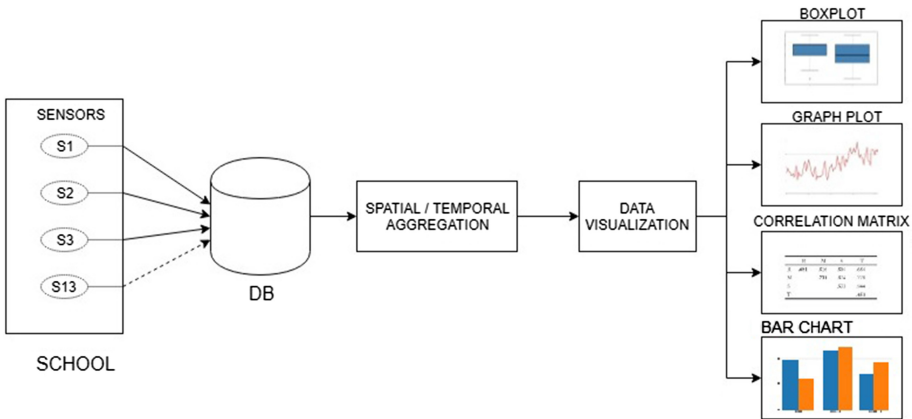 BOXPLOT
SENSORS
S1
S2
S3
S13
SCHOOL
DB
SPATIAL / TEMPORAL
AGGREGATION
DATA
VISUALIZATION
GRAPH PLOT
CORRELATION MATRIX
BAR CHART